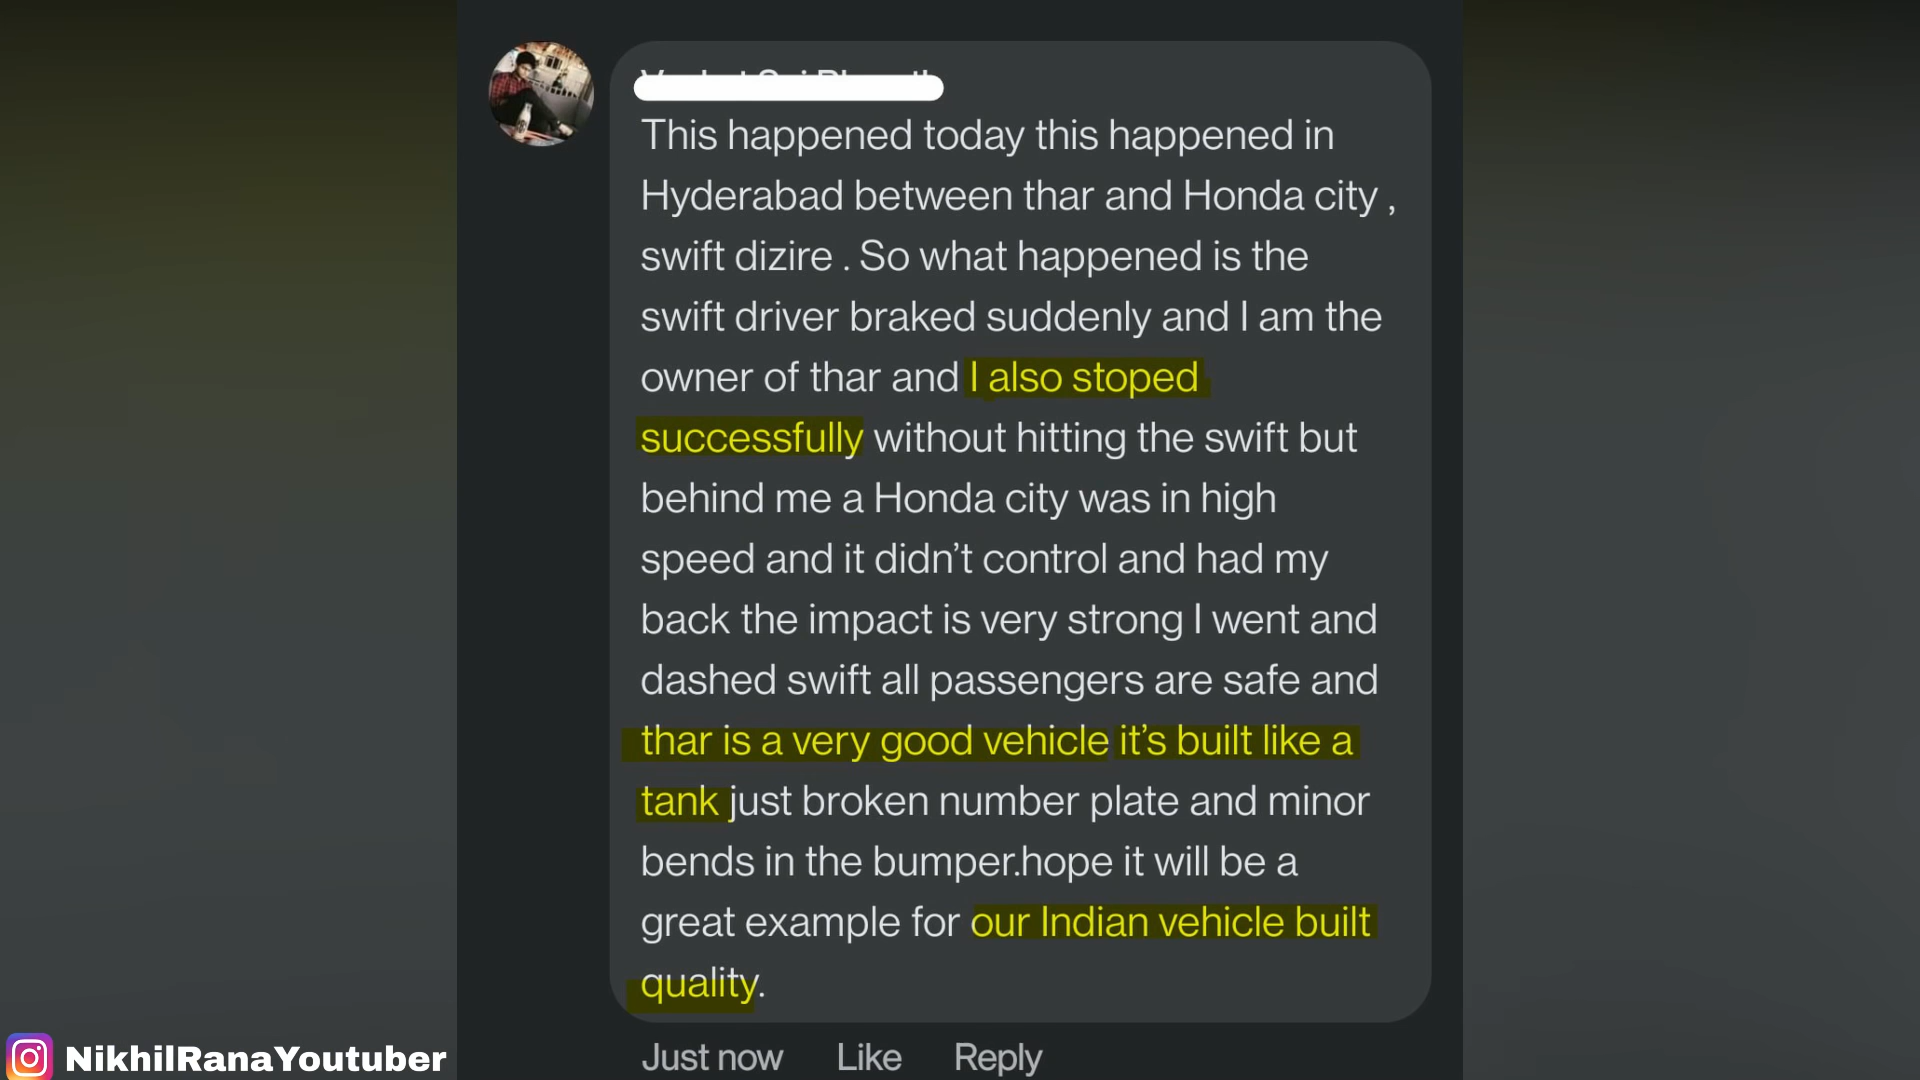 This happened today this happened in
Hyderabad between thar and Honda city ,
swift dizire . So what happened is the
swift driver braked suddenly and I am the
owner of thar and I also stoped
successfully without hitting the swift but
behind me a Honda city was in high
speed and it didn’t control and had my
back the impact is very strong I went and
dashed swift all passengers are safe and
thar is a very good vehicle it’s built like a
tank just broken number plate and minor
bends in the bumper.hope it will be a
great example for our Indian vehicle built
quality.
Just now Like Reply
NikhilRanaYoutuber